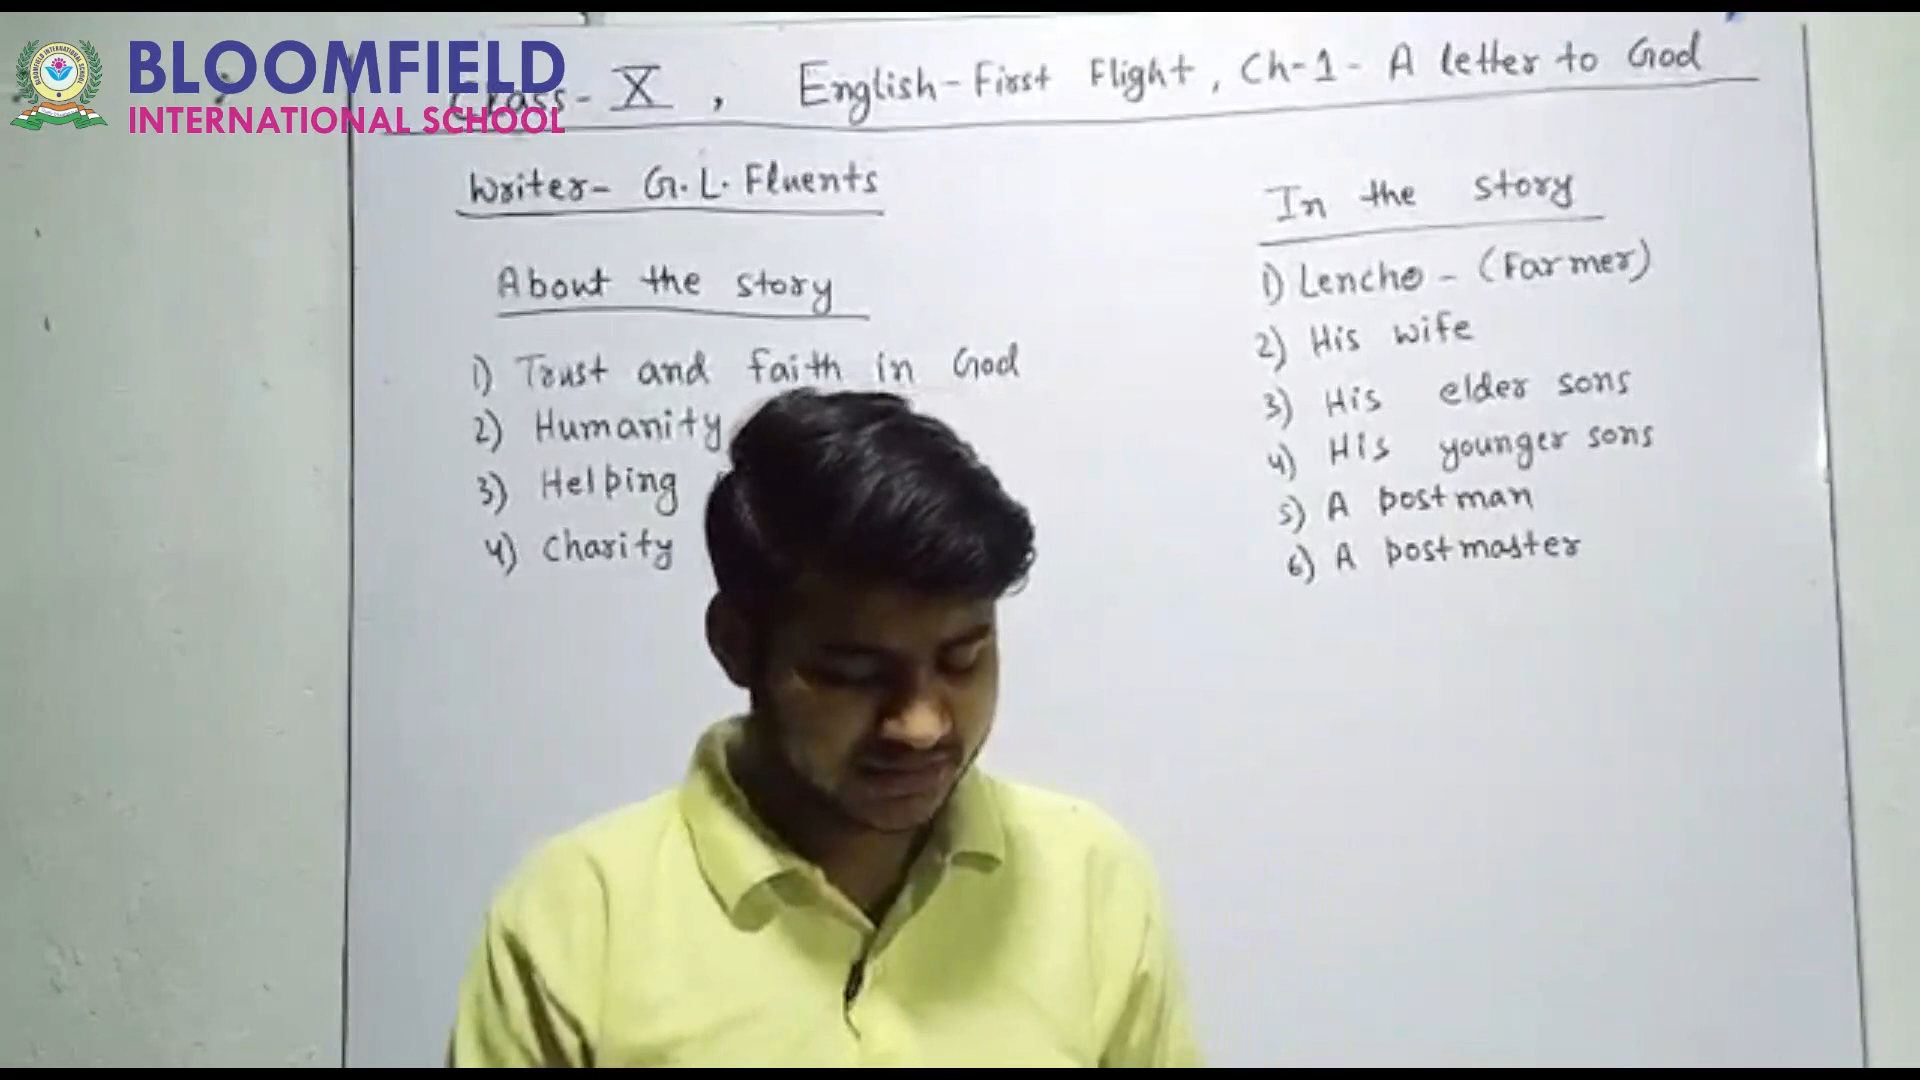 BLOOMFIELD
INTERNATIONAL SCHOOL
Class - X , English - First Flight , Ch-1 - A letter to God
Writer - G. L. Fluents
About the story
1) Trust and faith in God
2) Humanity
3) Helping
4) Charity
In the story
1) Lencho - (Farmer)
2) His wife
3) His elder sons
4) His younger sons
5) A postman
6) A postmaster